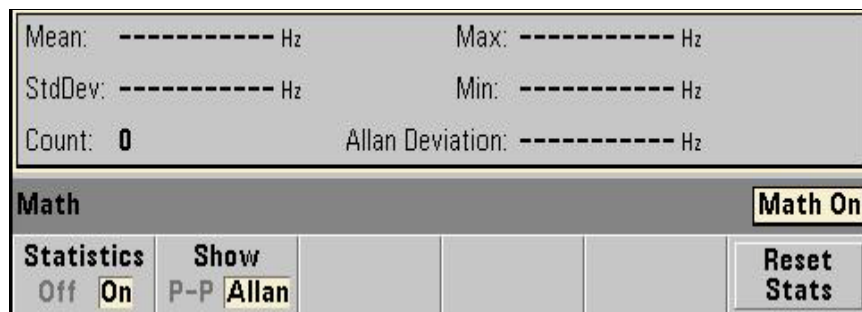 Mean: ----------- Hz Max: ----------- Hz
StdDev: ----------- Hz Min: ----------- Hz
Count: 0 Allan Deviation: ----------- Hz
Math Math On
Statistics Show Reset
Off On P-P Allan Stats